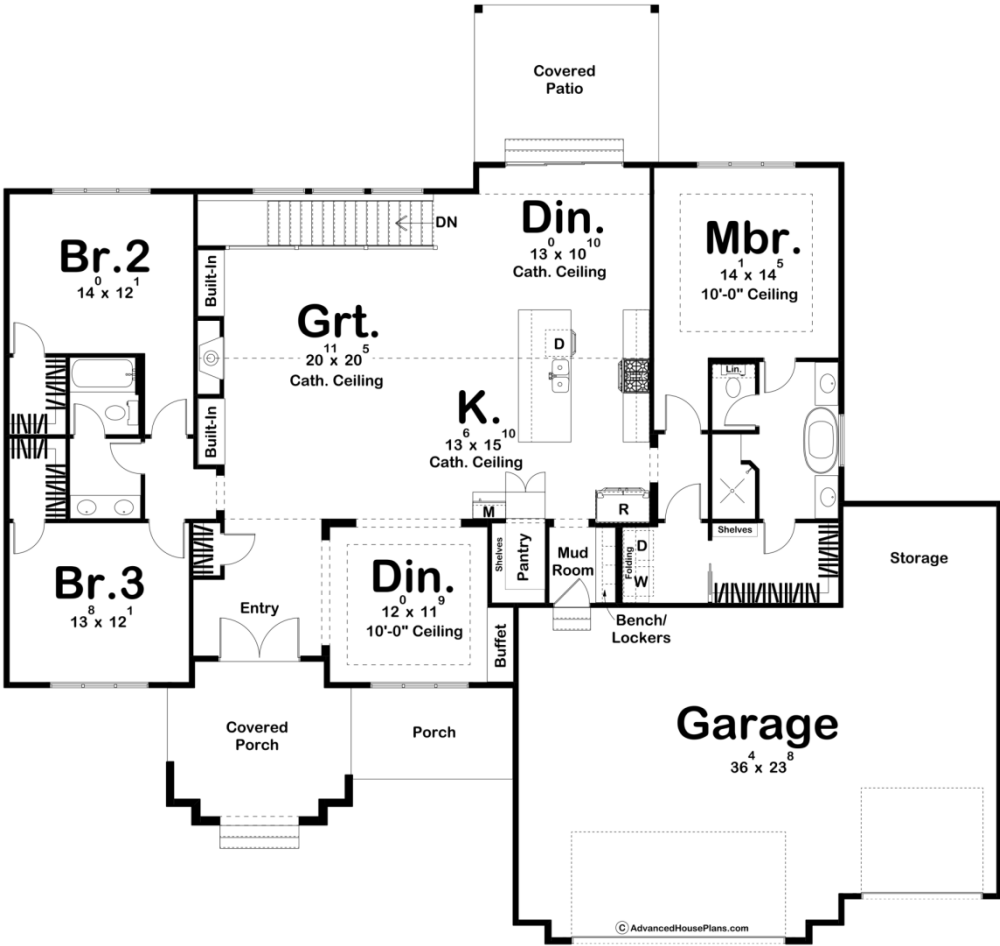 Covered
Patio
DN
Din.
13⁰ x 10¹⁰
Cath. Ceiling
Mbr.
14¹ x 14⁵
10'-0" Ceiling
Br.2
14⁰ x 12¹
Built-In
Grt.
20¹¹ x 20⁵
Cath. Ceiling
D
Lin.
Built-In
K.
13⁶ x 15¹⁰
Cath. Ceiling
M
R
Shelves
Br.3
13⁸ x 12¹
Entry
Din.
12⁰ x 11⁹
10'-0" Ceiling
Buffet
Shelves
Pantry
Mud
Room
Folding
D
W
Bench/
Lockers
Storage
Covered
Porch
Porch
Garage
36⁴ x 23⁸
© AdvancedHousePlans.com